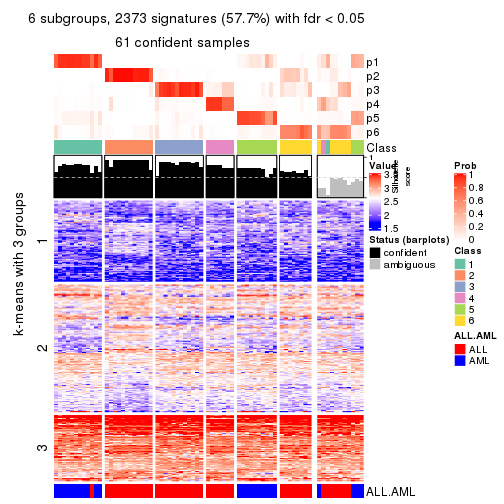 6 subgroups, 2373 signatures (57.7%) with fdr < 0.05
61 confident samples
p1
p2
p3
p4
p5
p6
Class
1
Silhouette
score
k-means with 3 groups
1
2
3
ALL.AML
Value
3.5
3
2.5
2
1.5
Status (barplots)
confident
ambiguous
Prob
1
0.8
0.6
0.4
0.2
0
Class
1
2
3
4
5
6
ALL.AML
ALL
AML